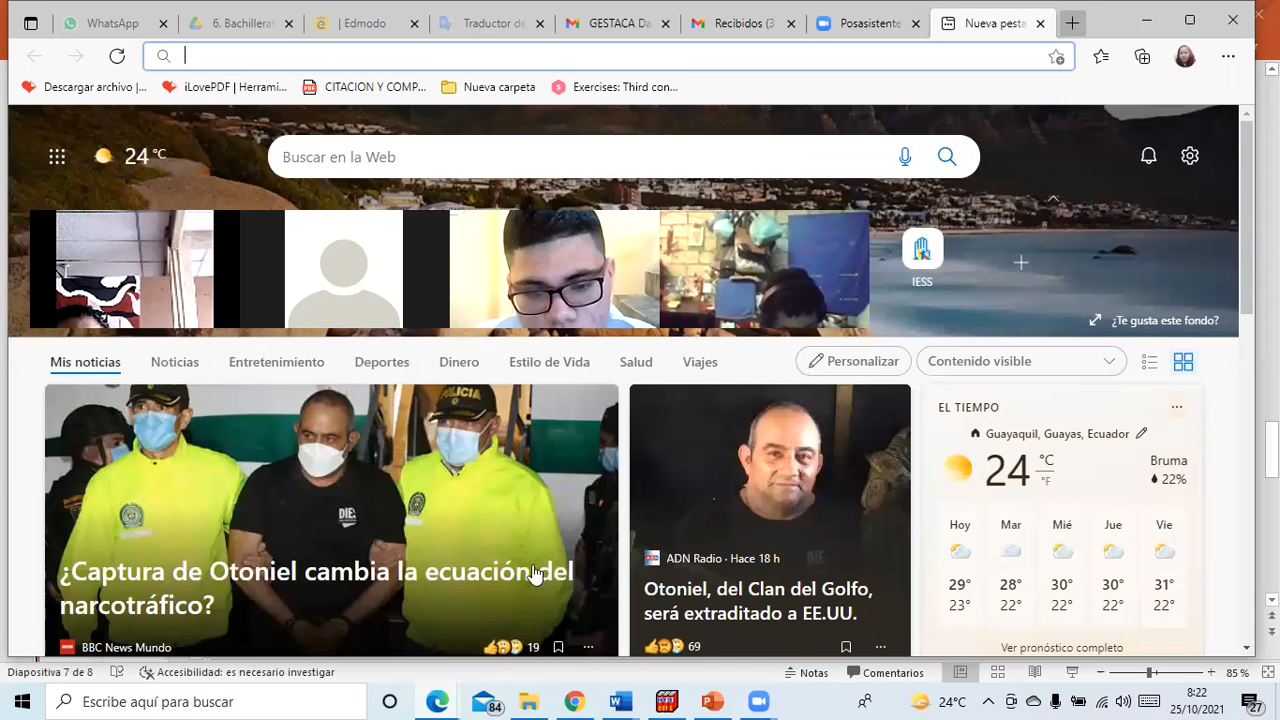 WhatsApp
6. Bachillerat
| Edmodo
Traductor de
GESTACA Da
Recibidos (3
Posasistente
Nueva pesta
Descargar archivo |...
iLovePDF | Herrami...
CITACION Y COMP...
Nueva carpeta
Exercises: Third con...
24 °C
Buscar en la Web
IESS
¿Te gusta este fondo?
Mis noticias
Noticias
Entretenimiento
Deportes
Dinero
Estilo de Vida
Salud
Viajes
Personalizar
Contenido visible
POLICIA
DIE
¿Captura de Otoniel cambia la ecuación del
narcotráfico?
BBC News Mundo
19
ADN Radio · Hace 18 h
Otoniel, del Clan del Golfo,
será extraditado a EE.UU.
69
EL TIEMPO
Guayaquil, Guayas, Ecuador
24 °C
°F
Bruma
22%
Hoy Mar Mié Jue Vie
29° 28° 30° 30° 31°
23° 22° 22° 22° 22°
Ver pronóstico completo
Diapositiva 7 de 8
Accesibilidad: es necesario investigar
Notas
Comentarios
85 %
Escribe aquí para buscar
84
24°C
8:22
25/10/2021
27